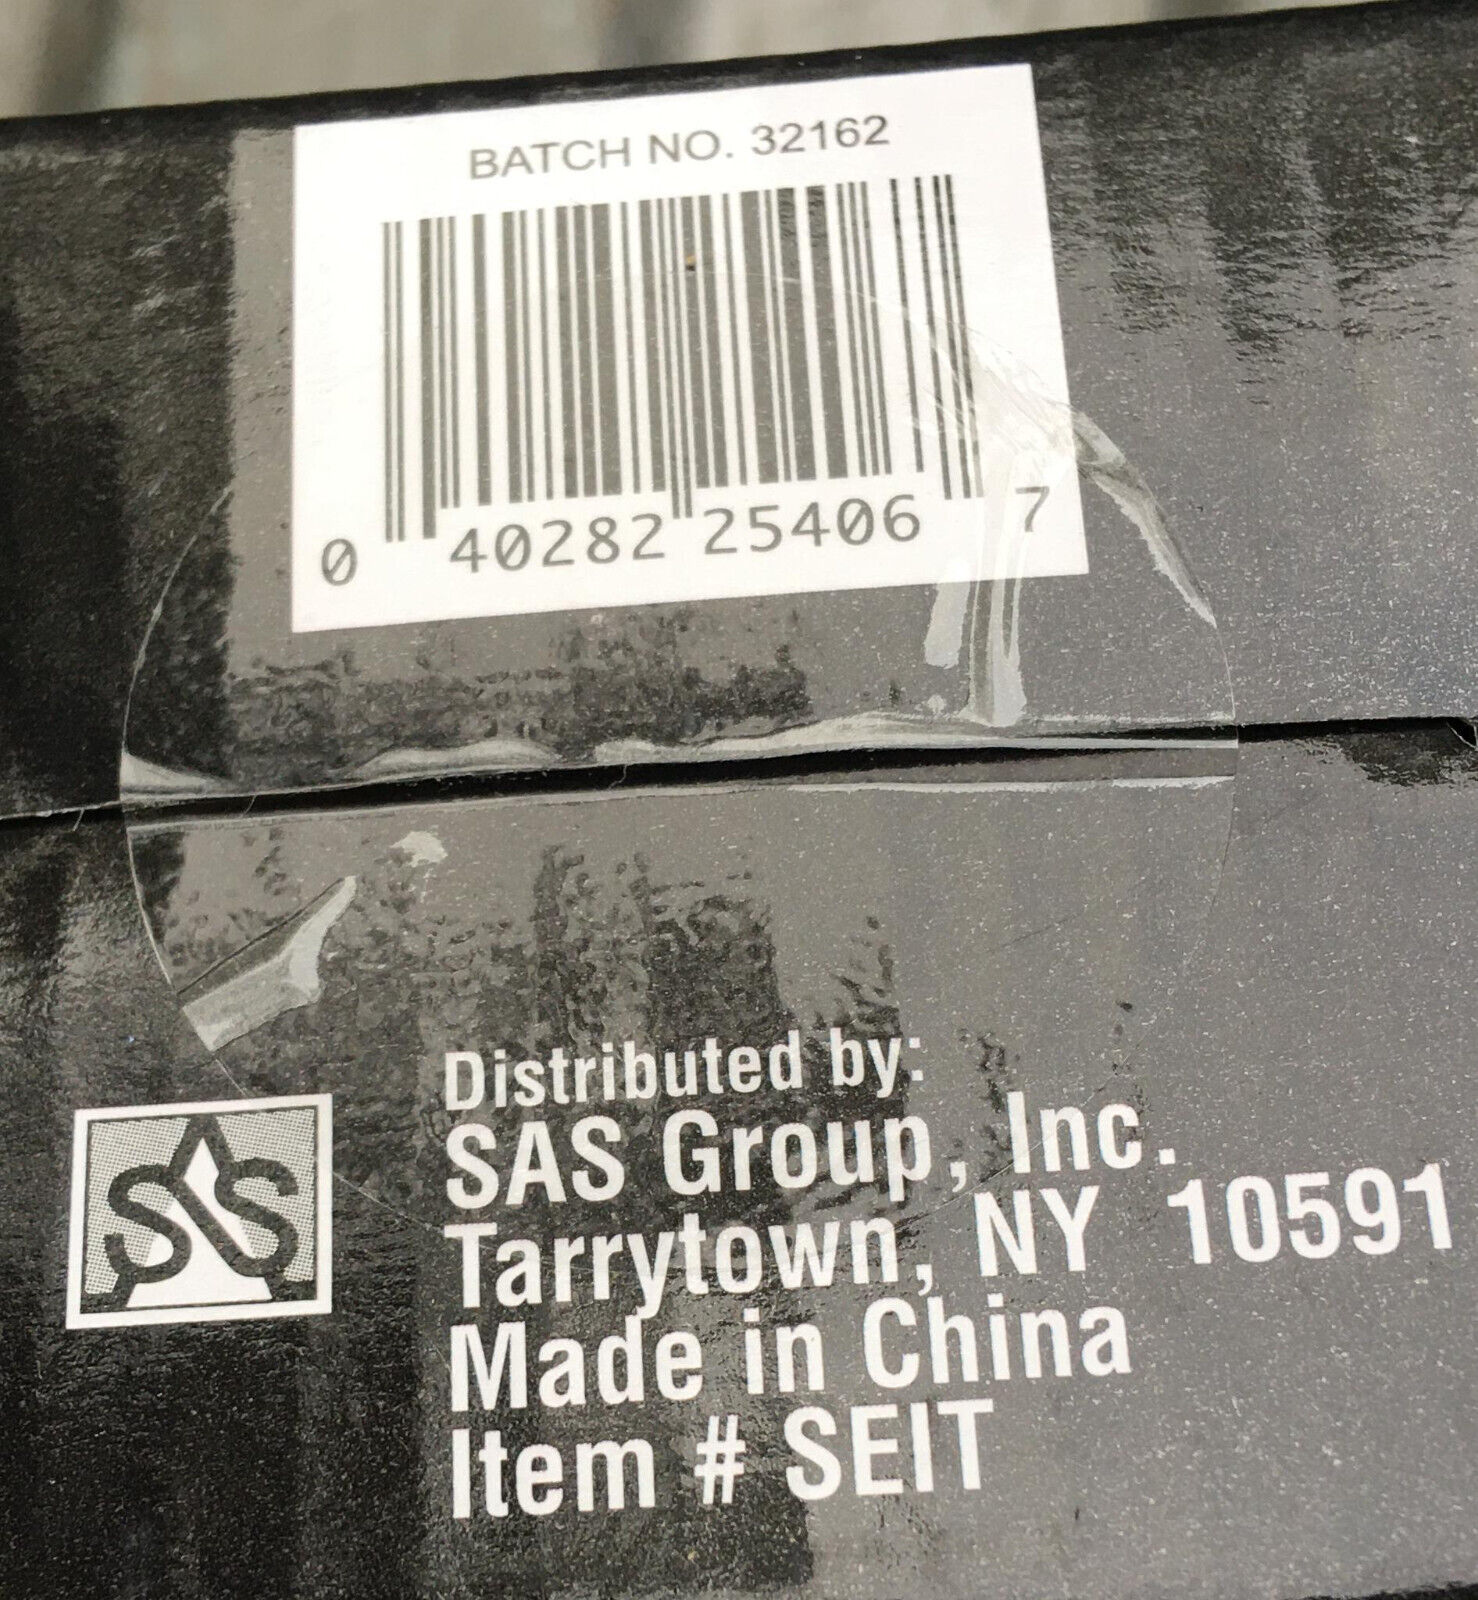 BATCH NO. 32162
0 40282 25406 7
SAS
Distributed by:
SAS Group, Inc.
Tarrytown, NY 10591
Made in China
Item # SEIT